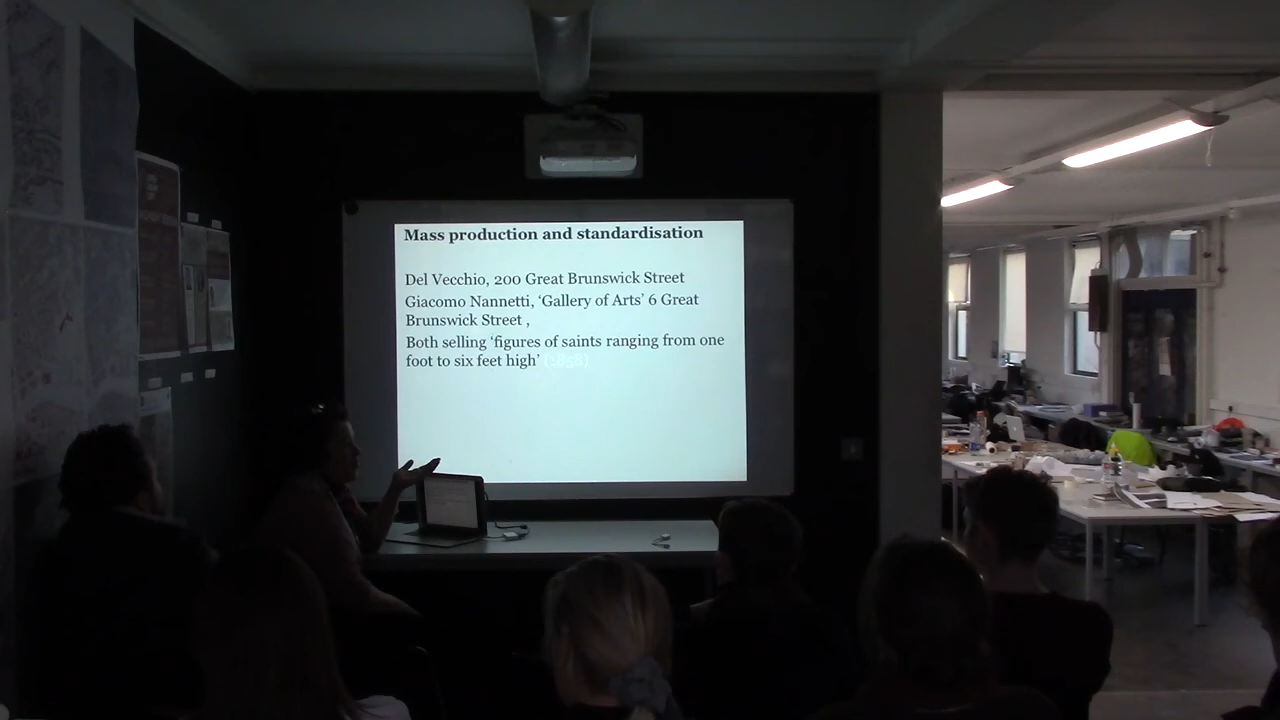 Mass production and standardisation
Del Vecchio, 200 Great Brunswick Street
Giacomo Nannetti, ‘Gallery of Arts’ 6 Great
Brunswick Street ,
Both selling ‘figures of saints ranging from one
foot to six feet high’